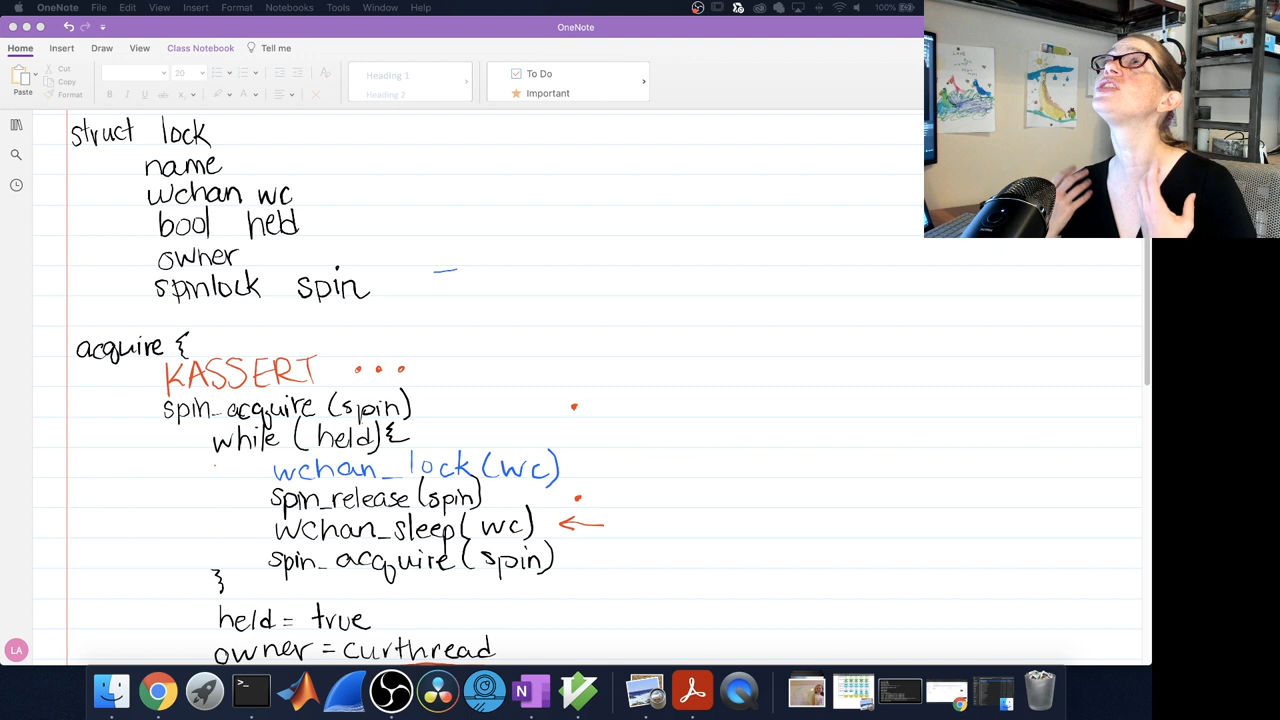 OneNote File Edit View Insert Format Notebooks Tools Window Help 100%
OneNote
Home Insert Draw View Class Notebook Tell me
Paste Cut Copy Format 20 Heading 1 Heading 2 To Do Important
struct lock
name
wchan wc
bool held
owner
spinlock spin
acquire {
KASSERT ...
spin_acquire (spin)
while (held){
wchan_lock(wc)
spin_release(spin)
wchan_sleep(wc)
spin_acquire(spin)
}
held = true
owner = curthread
LA